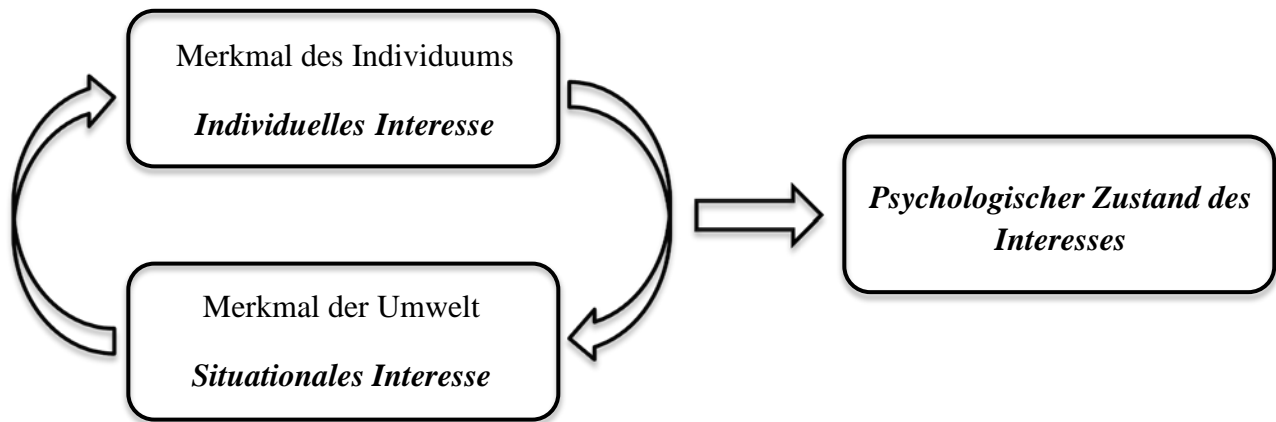 Merkmal des Individuums
Individuelles Interesse
Psychologischer Zustand des
Interesses
Merkmal der Umwelt
Situationales Interesse